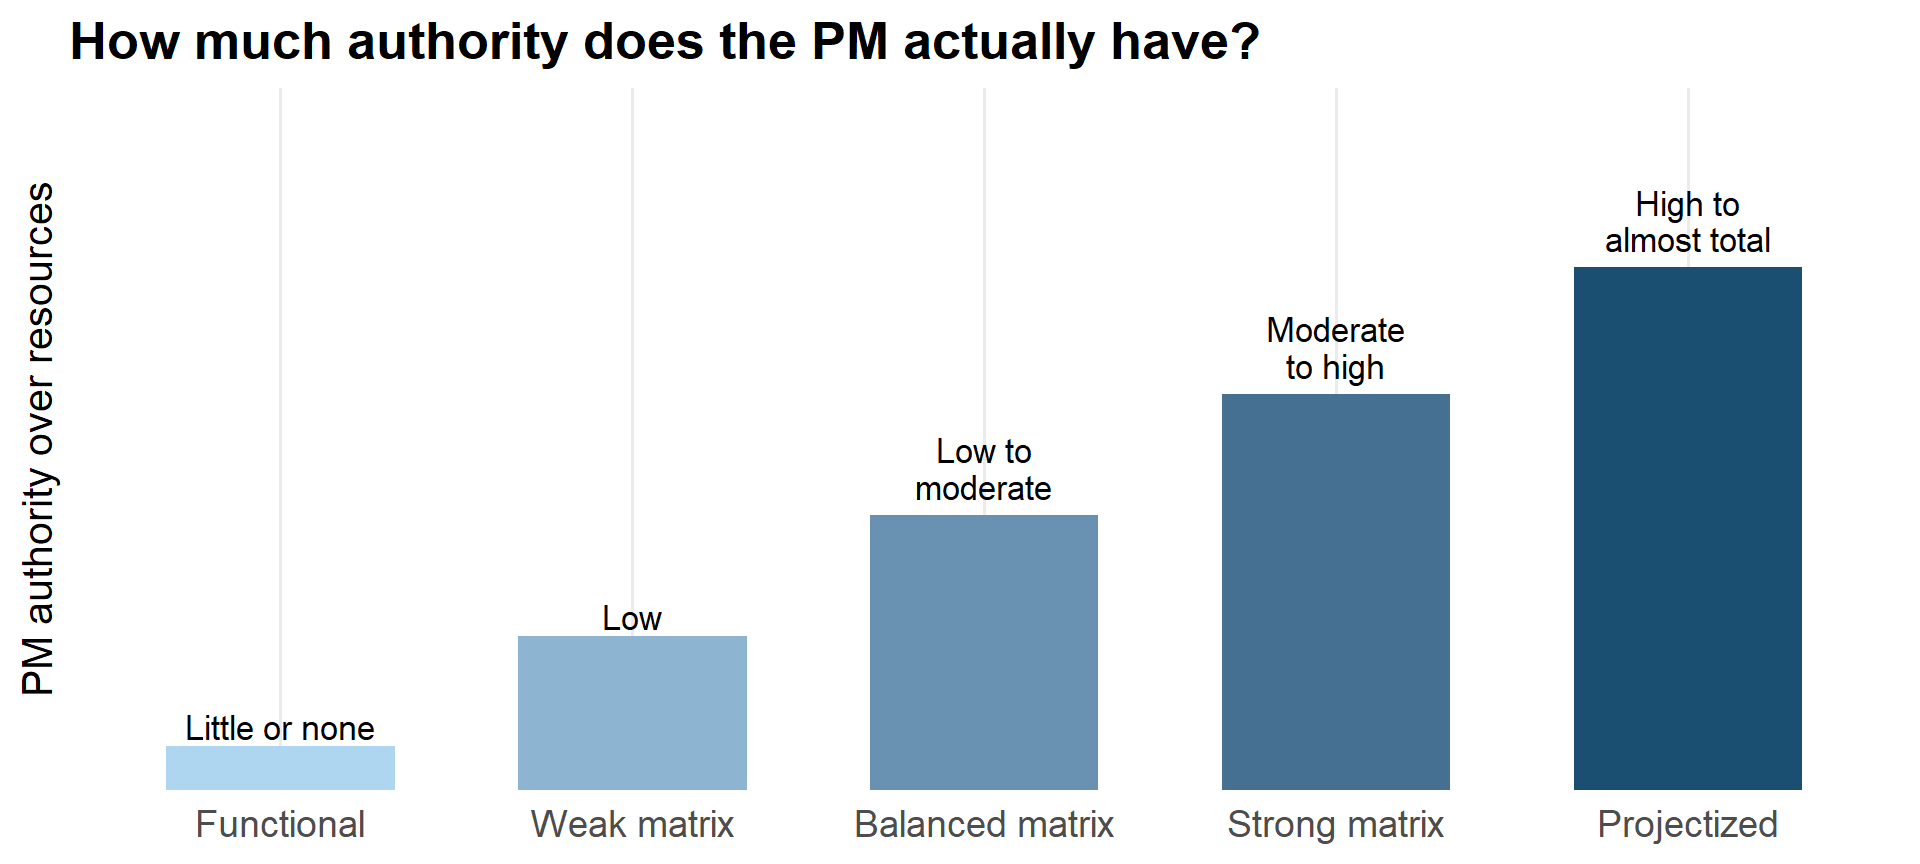 How much authority does the PM actually have?
PM authority over resources
Little or none
Low
Low to
moderate
Moderate
to high
High to
almost total
Functional
Weak matrix
Balanced matrix
Strong matrix
Projectized